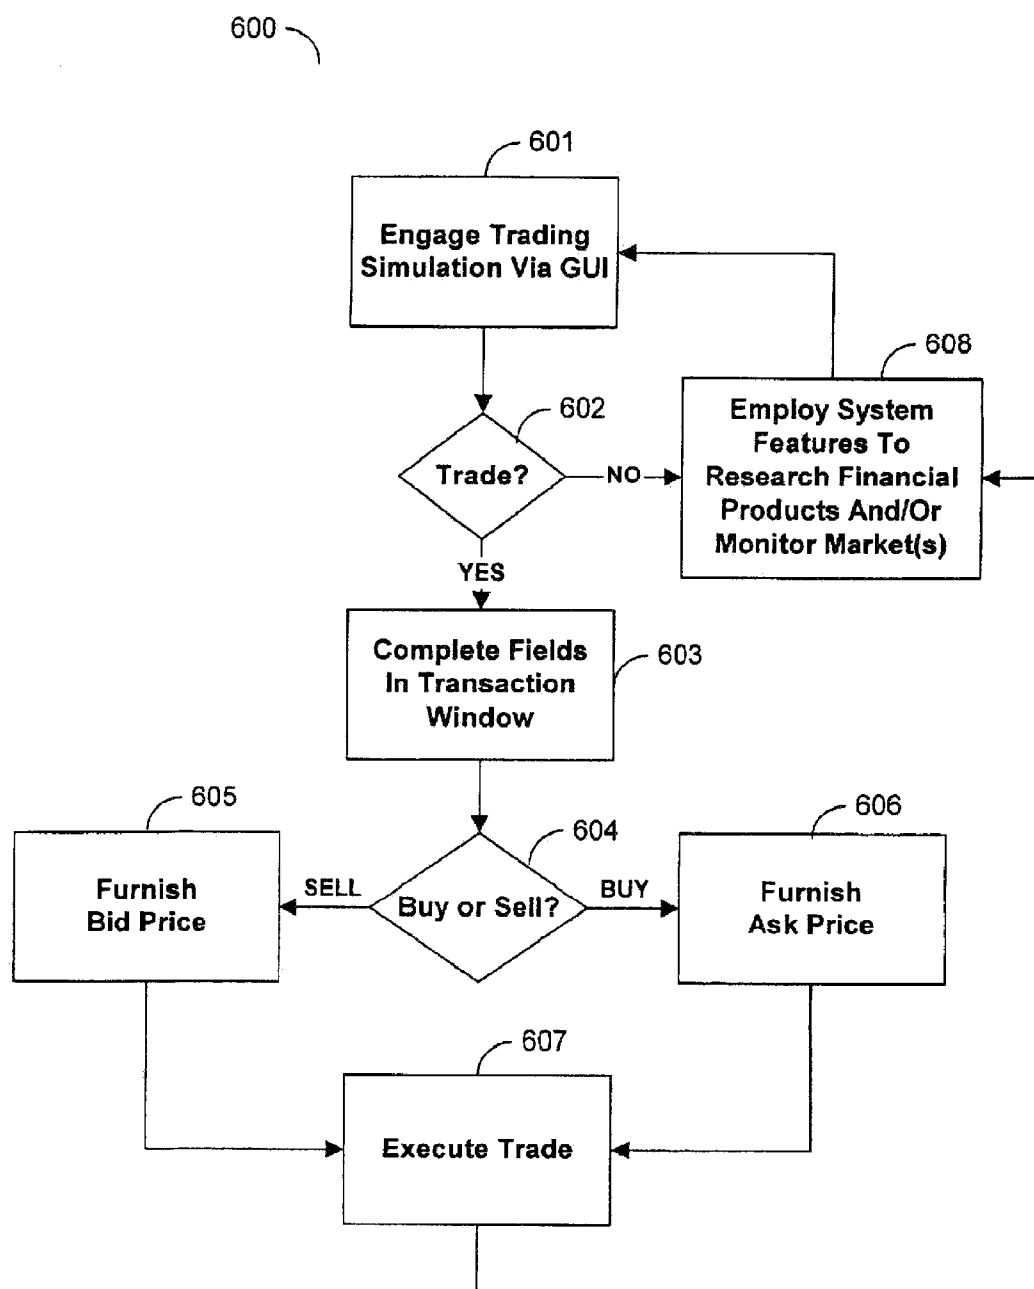 600
601
Engage Trading
Simulation Via GUI
608
Employ System
Features To
Research Financial
Products And/Or
Monitor Market(s)
602
Trade?
NO
YES
603
Complete Fields
In Transaction
Window
605
Furnish
Bid Price
604
SELL
Buy or Sell?
BUY
606
Furnish
Ask Price
607
Execute Trade